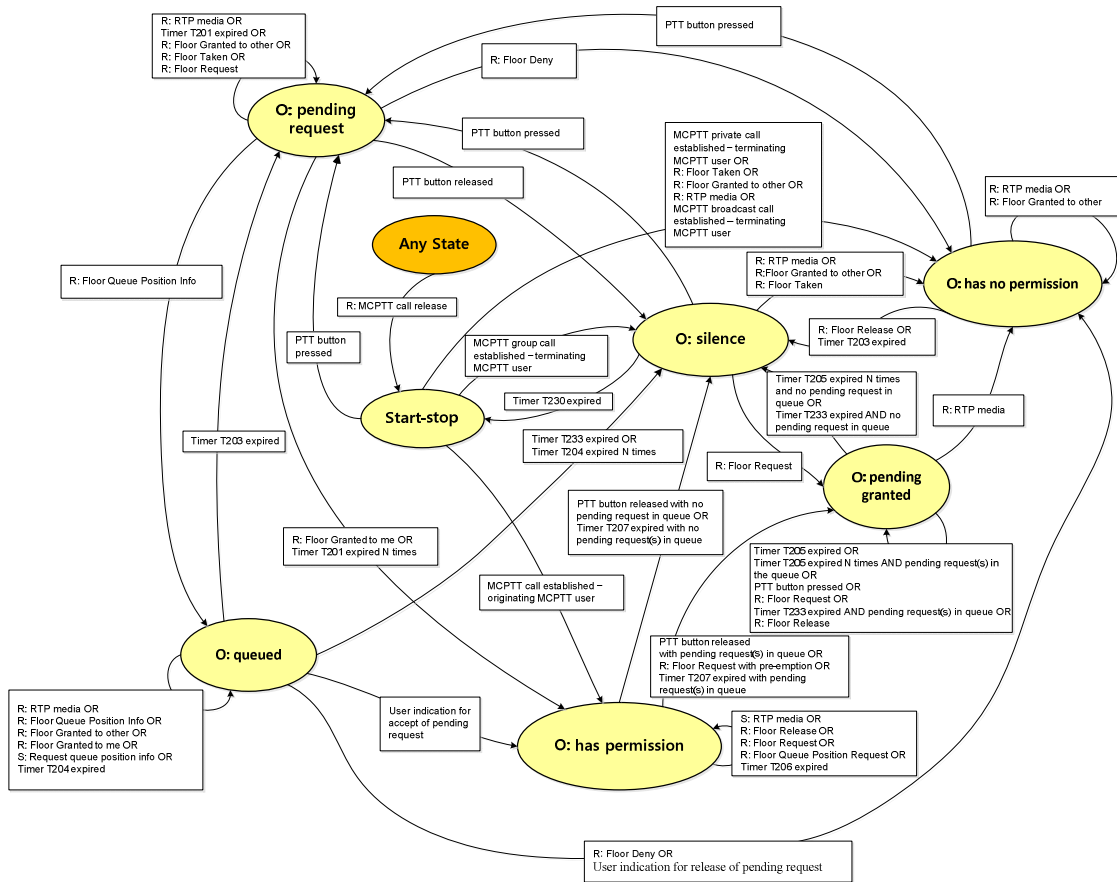 R: RTP media OR
Timer T201 expired OR
R: Floor Granted to other OR
R: Floor Taken OR
R: Floor Request
PTT button pressed
R: Floor Deny
O: pending
request
PTT button pressed
MCPTT private call
established – terminating
MCPTT user OR
R: Floor Taken OR
R: Floor Granted to other OR
R: RTP media OR
MCPTT broadcast call
established – terminating
MCPTT user
PTT button released
R: RTP media OR
R: Floor Granted to other
Any State
R: Floor Queue Position Info
R: RTP media OR
R:Floor Granted to other OR
R: Floor Taken
O: has no permission
R: MCPTT call release
PTT button
pressed
MCPTT group call
established – terminating
MCPTT user
O: silence
R: Floor Release OR
Timer T203 expired
Timer T230 expired
Timer T205 expired N times
and no pending request in
queue OR
Timer T233 expired AND no
pending request in queue
R: RTP media
Start-stop
Timer T203 expired
Timer T233 expired OR
Timer T204 expired N times
R: Floor Request
O: pending
granted
PTT button released with no
pending request in queue OR
Timer T207 expired with no
pending request(s) in queue
R: Floor Granted to me OR
Timer T201 expired N times
Timer T205 expired OR
Timer T205 expired N times AND pending request(s) in
the queue OR
PTT button pressed OR
R: Floor Request OR
Timer T233 expired AND pending request(s) in queue OR
R: Floor Release
MCPTT call established –
originating MCPTT user
O: queued
PTT button released
with pending request(s) in queue OR
R: Floor Request with pre-emption OR
Timer T207 expired with pending
request(s) in queue
R: RTP media OR
R: Floor Queue Position Info OR
R: Floor Granted to other OR
R: Floor Granted to me OR
S: Request queue position info OR
Timer T204 expired
User indication for
accept of pending
request
O: has permission
S: RTP media OR
R: Floor Release OR
R: Floor Request OR
R: Floor Queue Position Request OR
Timer T206 expired
R: Floor Deny OR
User indication for release of pending request